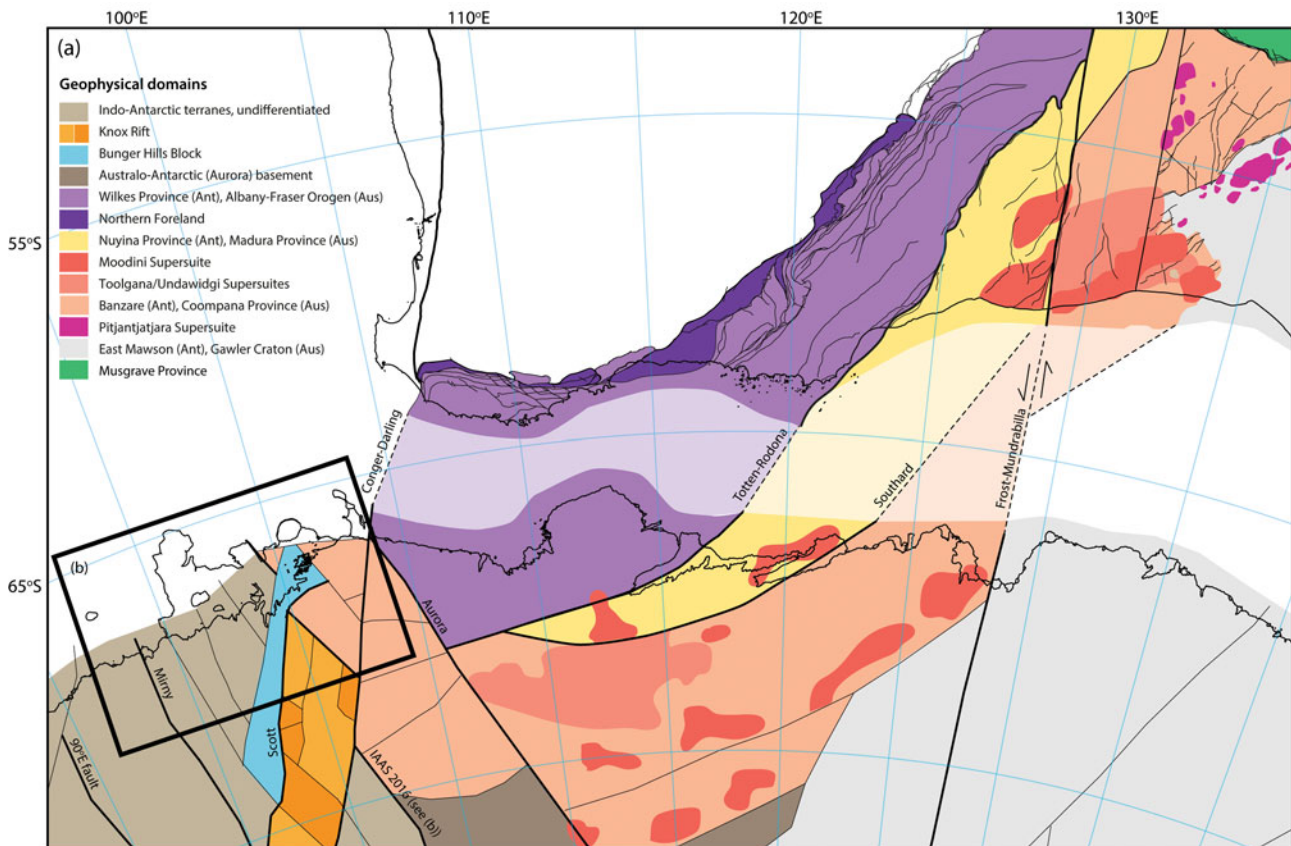 100°E
110°E
120°E
130°E
(a)
Geophysical domains
Indo-Antarctic terranes, undifferentiated
Knox Rift
Bunger Hills Block
Australo-Antarctic (Aurora) basement
Wilkes Province (Ant), Albany-Fraser Orogen (Aus)
Northern Foreland
Nuyina Province (Ant), Madura Province (Aus)
Moodini Supersuite
Toolgana/Undawidgi Supersuites
Banzare (Ant), Coompana Province (Aus)
Pitjantjatjara Supersuite
East Mawson (Ant), Gawler Craton (Aus)
Musgrave Province
55°S
65°S
Conger-Darling
Totten-Rodona
Southard
Frost-Mundrabilla
(b)
Aurora
Mirny
Scott
90°E fault
IAAS 2016 (see (b))